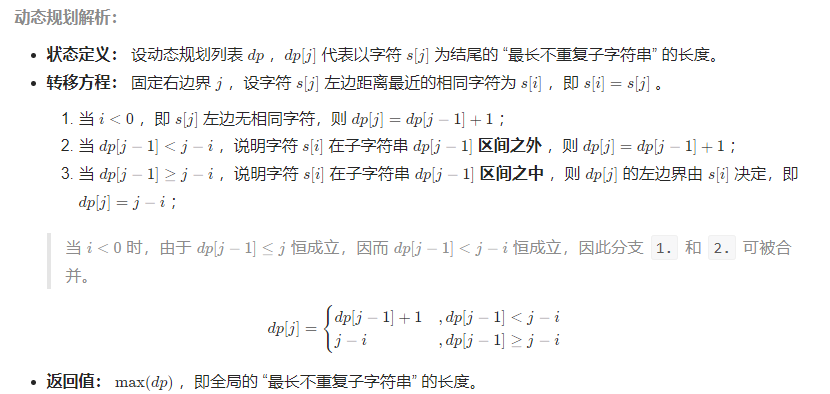 动态规划解析：
• 状态定义： 设动态规划列表 dp ，dp[j] 代表以字符 s[j] 为结尾的 “最长不重复子字符串” 的长度。
• 转移方程： 固定右边界 j ，设字符 s[j] 左边距离最近的相同字符为 s[i] ，即 s[i] = s[j] 。
1. 当 i < 0 ，即 s[j] 左边无相同字符，则 dp[j] = dp[j − 1] + 1 ；
2. 当 dp[j − 1] < j − i ，说明字符 s[i] 在子字符串 dp[j − 1] 区间之外 ，则 dp[j] = dp[j − 1] + 1 ；
3. 当 dp[j − 1] ≥ j − i ，说明字符 s[i] 在子字符串 dp[j − 1] 区间之中 ，则 dp[j] 的左边界由 s[i] 决定，即
dp[j] = j − i ；
当 i < 0 时，由于 dp[j − 1] ≤ j 恒成立，因而 dp[j − 1] < j − i 恒成立，因此分支 1. 和 2. 可被合
并。
dp[j] = { dp[j − 1] + 1 , dp[j − 1] < j − i
j − i , dp[j − 1] ≥ j − i
• 返回值： max(dp) ，即全局的 “最长不重复子字符串” 的长度。